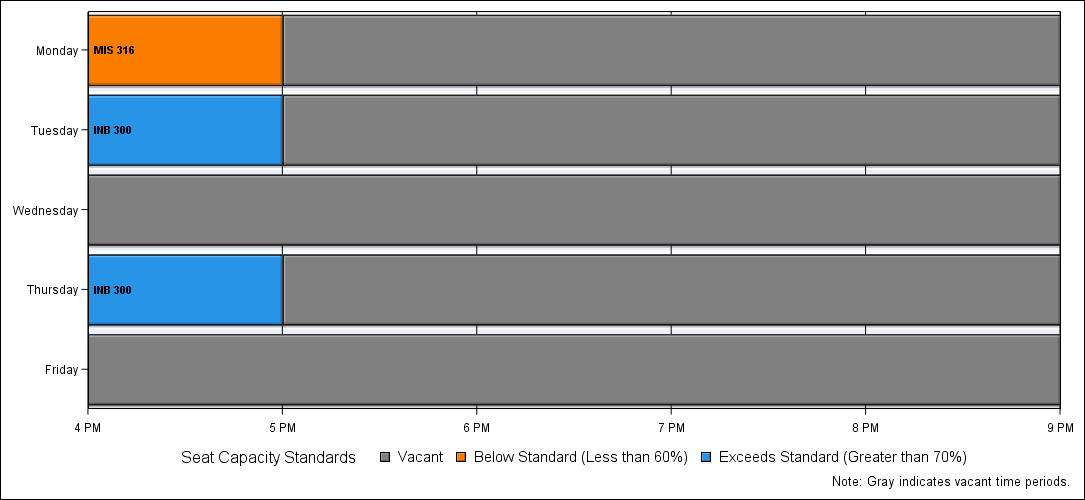 Monday
MIS 316
Tuesday
INB 300
Wednesday
Thursday
INB 300
Friday
4 PM 5 PM 6 PM 7 PM 8 PM 9 PM
Seat Capacity Standards Vacant Below Standard (Less than 60%) Exceeds Standard (Greater than 70%)
Note: Gray indicates vacant time periods.